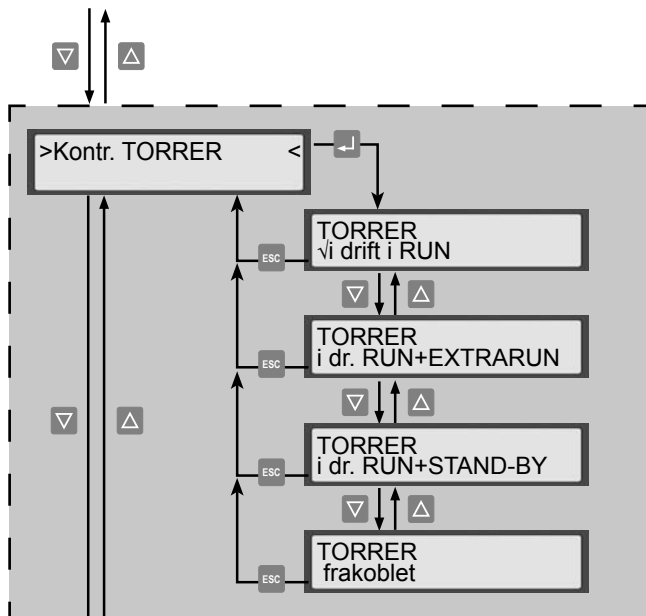 >Kontr. TORRER <
TORRER
√i drift i RUN
ESC
TORRER
i dr. RUN+EXTRARUN
ESC
TORRER
i dr. RUN+STAND-BY
ESC
TORRER
frakoblet
ESC